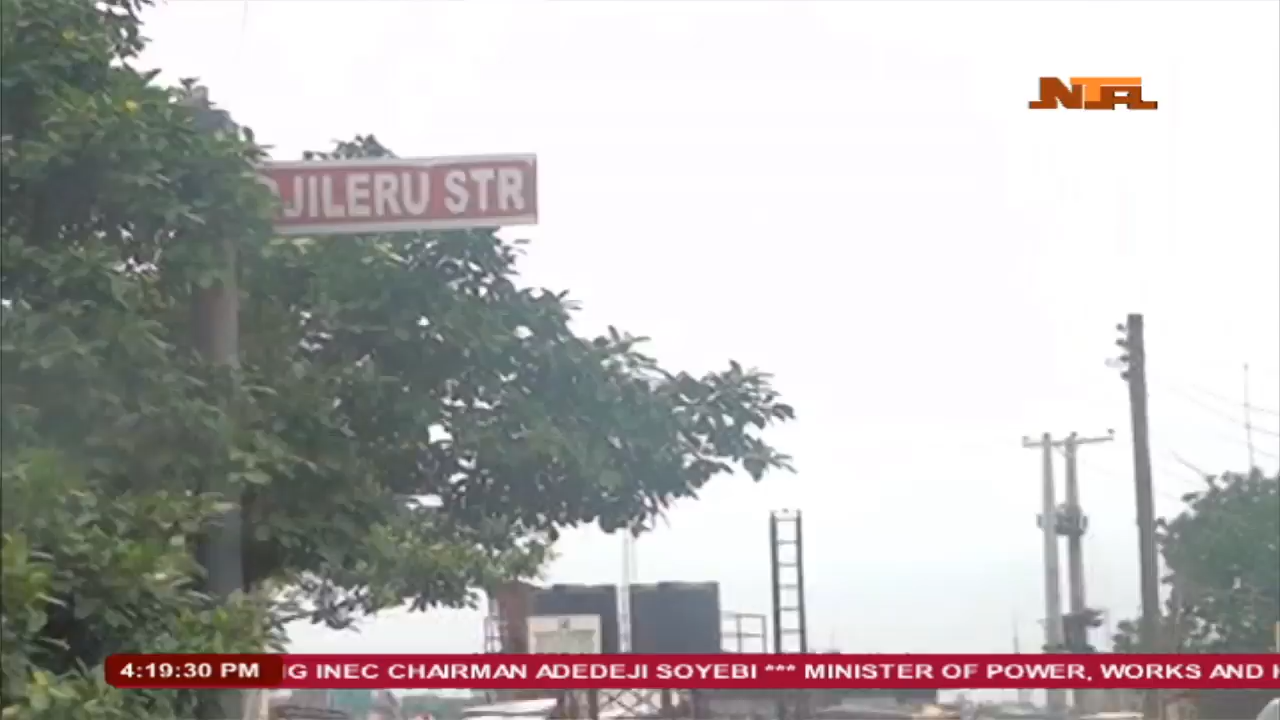 NTA
JILERU STR
4:19:30 PM
G INEC CHAIRMAN ADEDEJI SOYEBI *** MINISTER OF POWER, WORKS AND H